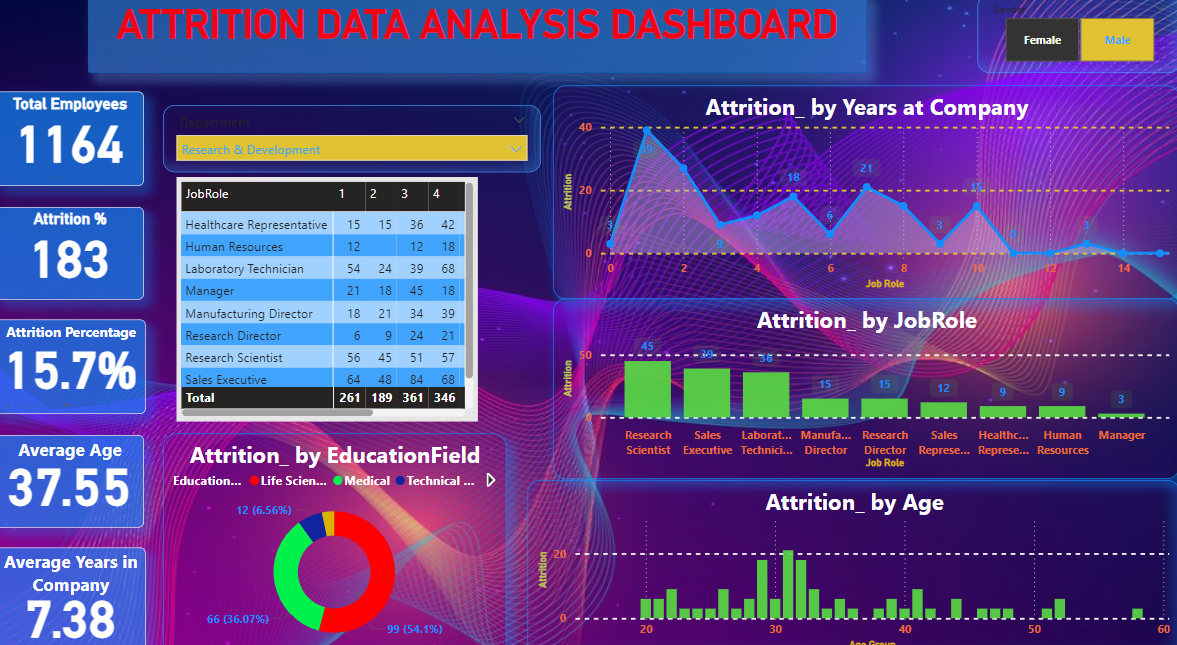 ATTRITION DATA ANALYSIS DASHBOARD
Gender
Female Male
Total Employees
1164
Attrition %
183
Attrition Percentage
15.7%
Average Age
37.55
Average Years in
Company
7.38
Department
Research & Development
JobRole 1 2 3 4
Healthcare Representative 15 15 36 42
Human Resources 12 12 18
Laboratory Technician 54 24 39 68
Manager 21 18 45 18
Manufacturing Director 18 21 34 39
Research Director 6 9 24 21
Research Scientist 56 45 51 57
Sales Executive 64 48 84 68
Total 261 189 361 346
Attrition_ by EducationField
Education... Life Scien... Medical Technical ...
12 (6.56%)
66 (36.07%)
99 (54.1%)
Attrition_ by Years at Company
Attrition
40
20
0
3 39 9 18 6 21 3 15 3
0 2 4 6 8 10 12 14
Job Role
Attrition_ by JobRole
Attrition
50
0
45 39 36 15 15 12 9 9 3
Research Sales Laborat... Manufa... Research Sales Healthc... Human Manager
Scientist Executive Technici... Director Director Represe... Represe... Resources
Job Role
Attrition_ by Age
Attrition
20
0
20 30 40 50 60
Age Group